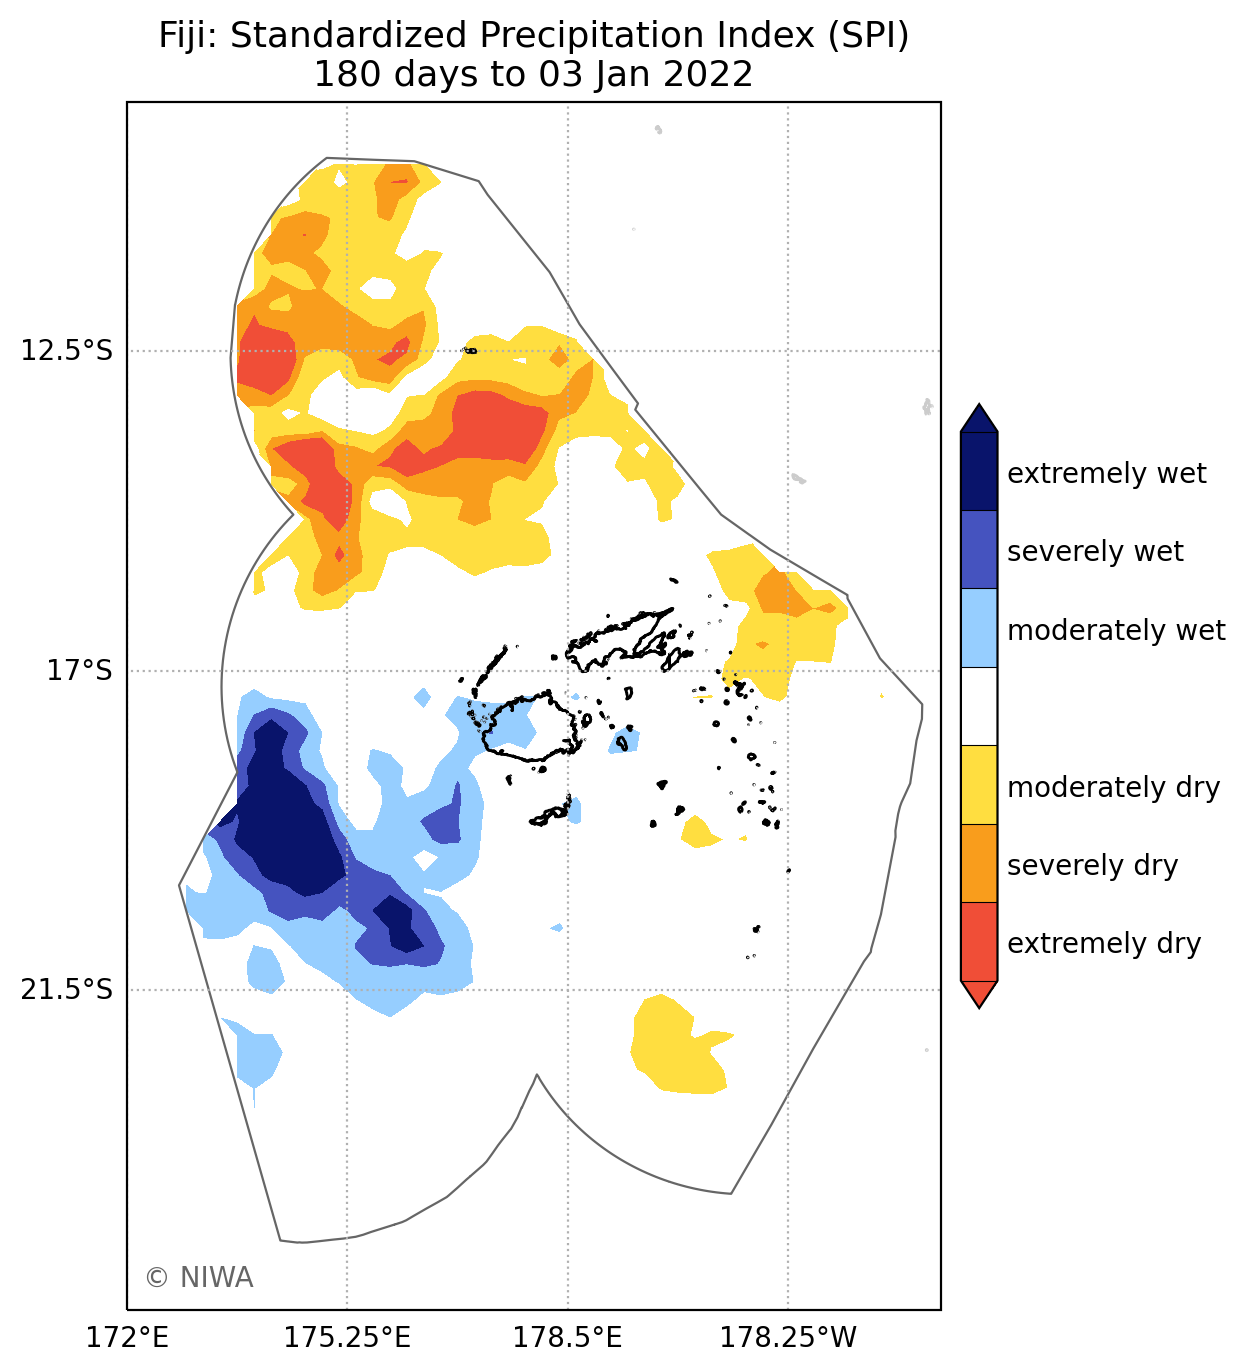 Fiji: Standardized Precipitation Index (SPI)
180 days to 03 Jan 2022
12.5°S
17°S
21.5°S
172°E
175.25°E
178.5°E
178.25°W
extremely wet
severely wet
moderately wet
moderately dry
severely dry
extremely dry
© NIWA